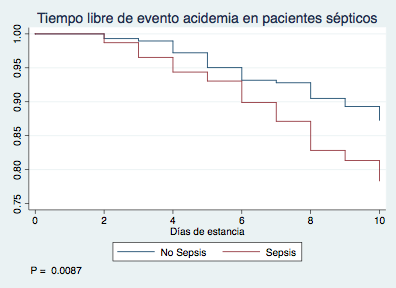 Tiempo libre de evento acidemia en pacientes sépticos
1.00
0.95
0.90
0.85
0.80
0.75
0 2 4 6 8 10
Días de estancia
No Sepsis Sepsis
P = 0.0087